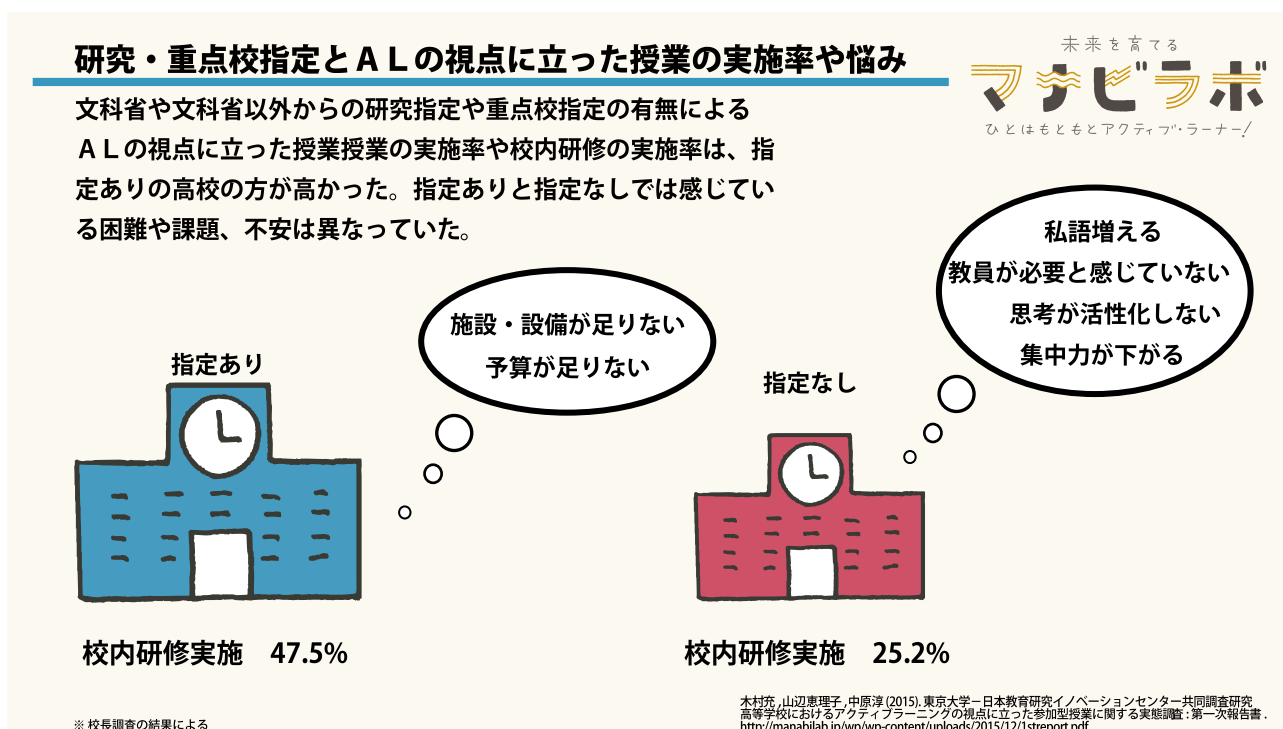 研究・重点校指定とＡＬの視点に立った授業の実施率や悩み
未来を育てる
マナビラボ
ひとはもともとアクティブ・ラーナー!
文科省や文科省以外からの研究指定や重点校指定の有無による
ＡＬの視点に立った授業授業の実施率や校内研修の実施率は、指
定ありの高校の方が高かった。指定ありと指定なしでは感じてい
る困難や課題、不安は異なっていた。
私語増える
教員が必要と感じていない
思考が活性化しない
集中力が下がる
施設・設備が足りない
予算が足りない
指定あり
指定なし
校内研修実施　47.5%
校内研修実施　25.2%
※ 校長調査の結果による
木村充 ,山辺恵理子, 中原淳 (2015). 東京大学－日本教育研究イノベーションセンター共同調査研究
高等学校におけるアクティブラーニングの視点に立った参加型授業に関する実態調査 : 第一次報告書 .
http://manabilab.jp/wp/wp-content/uploads/2015/12/1streport.pdf